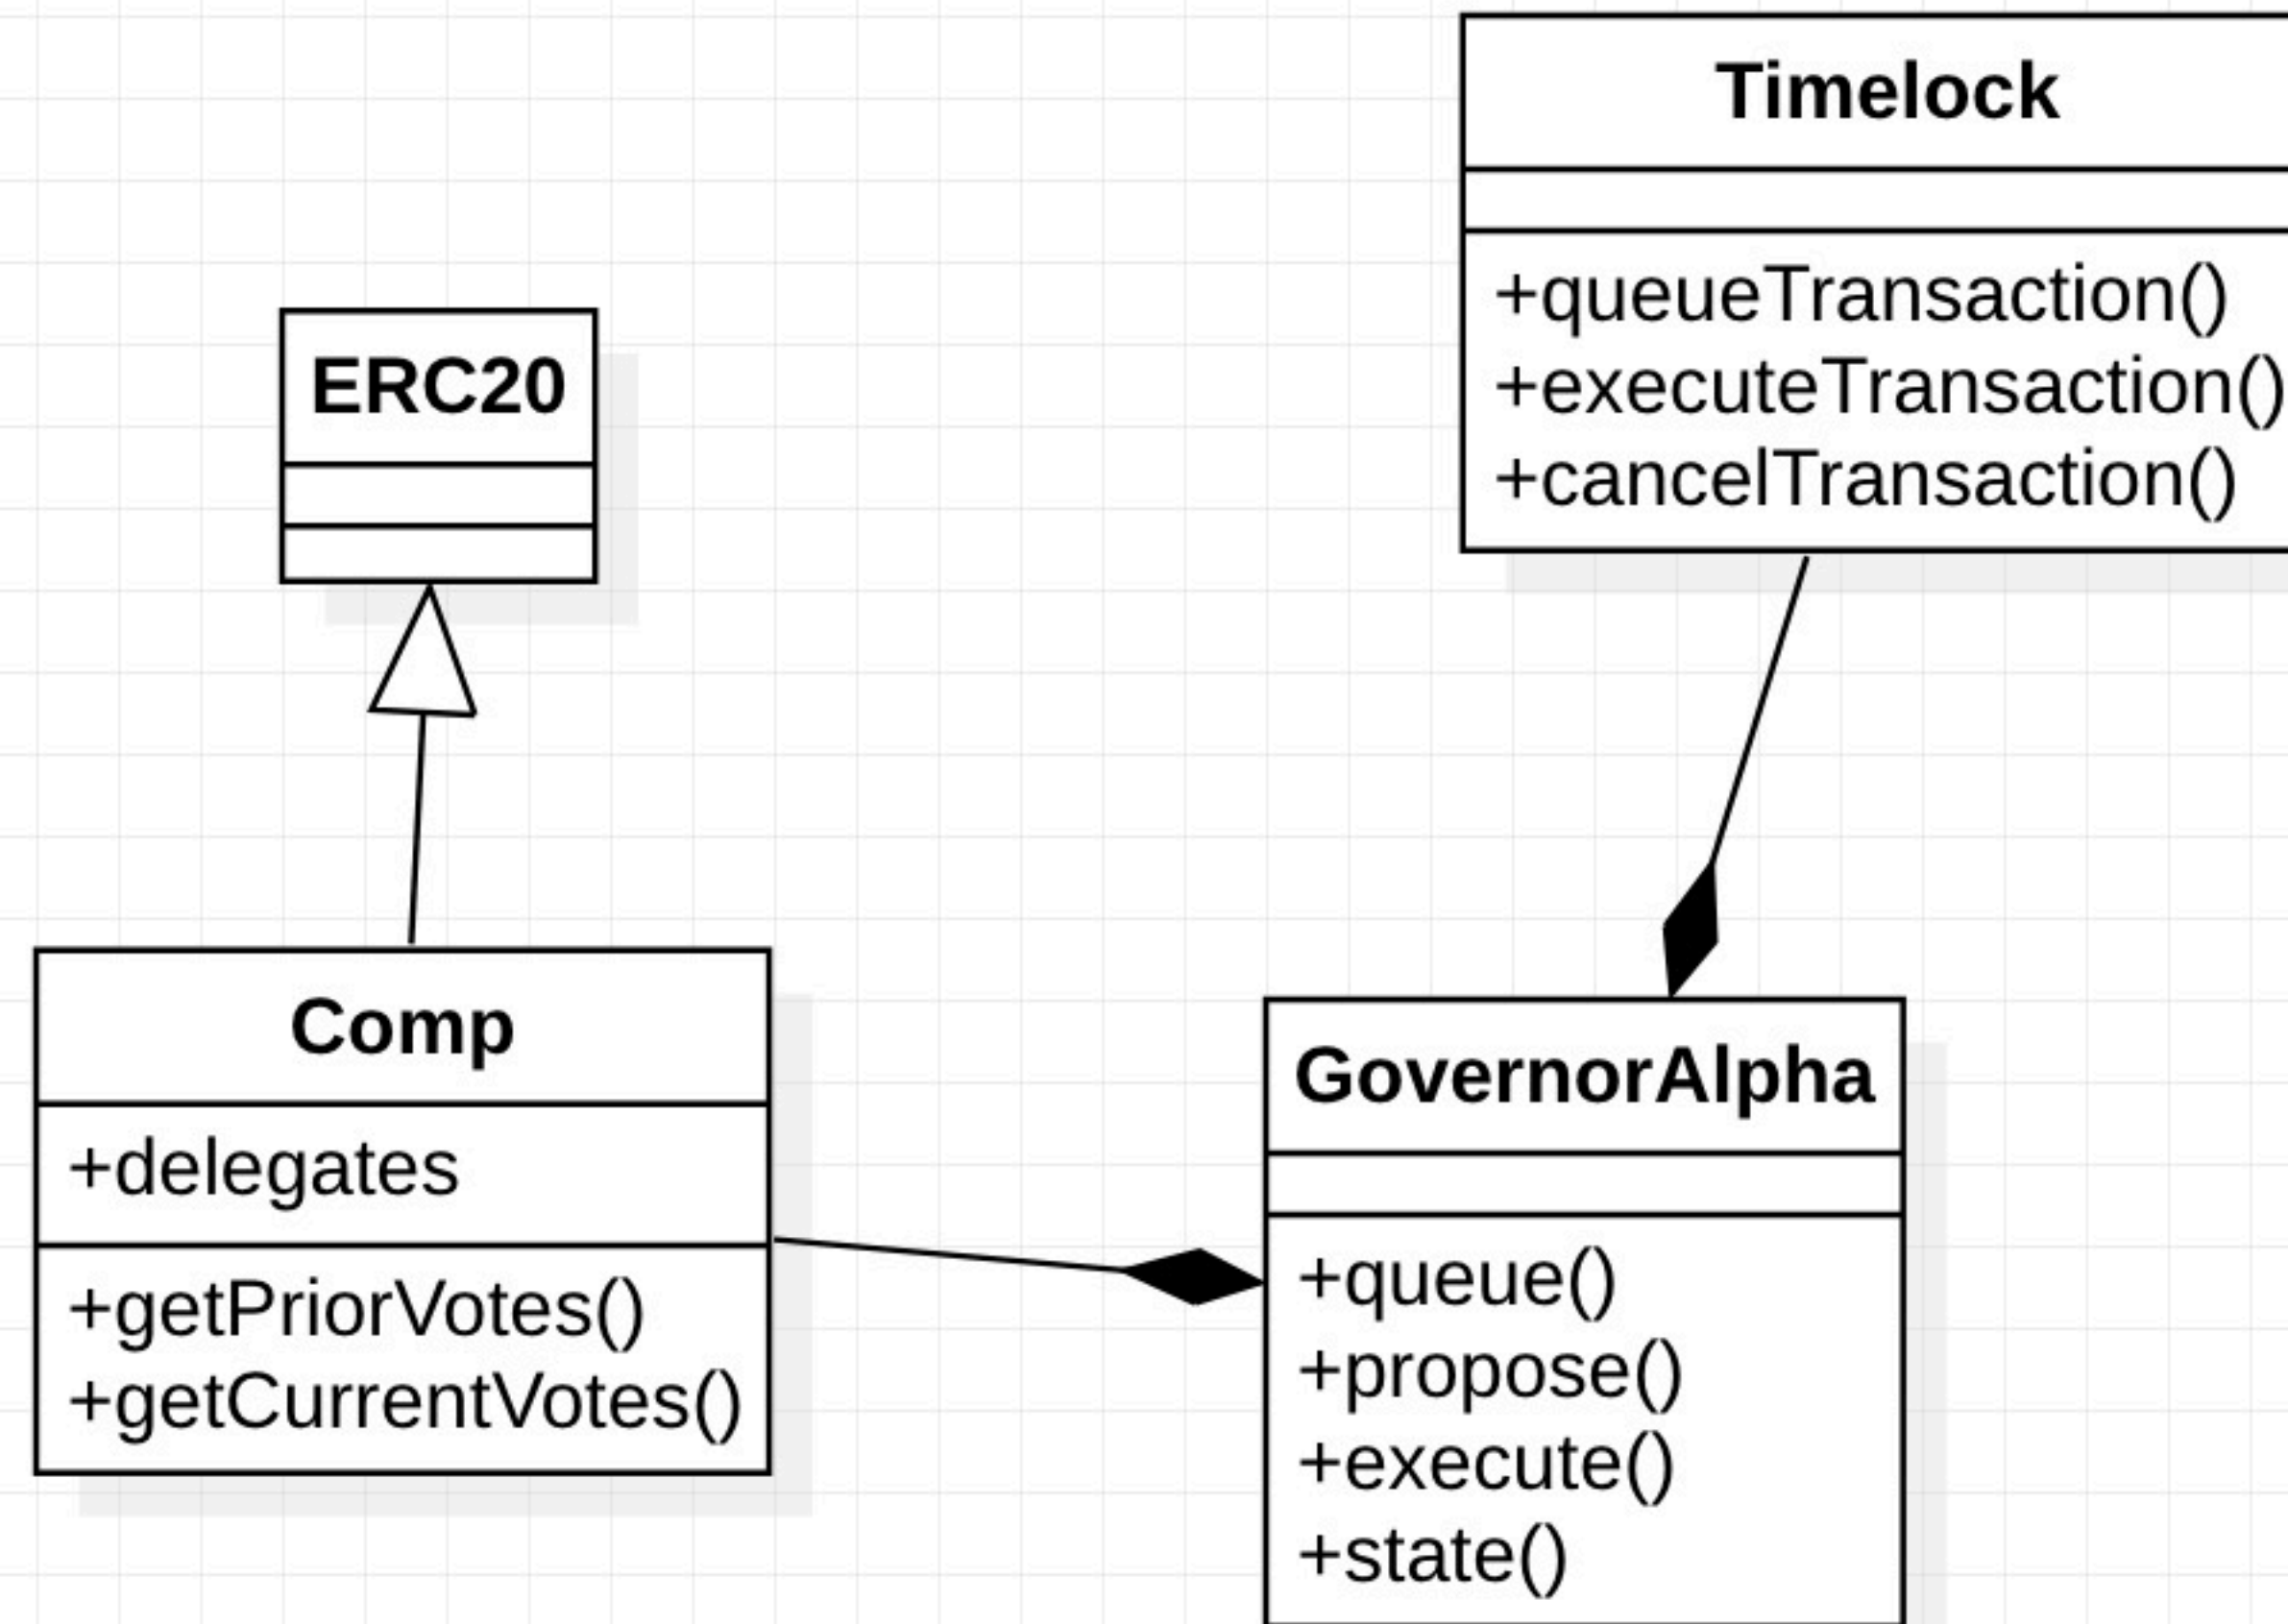 Timelock
+queueTransaction()
+executeTransaction()
+cancelTransaction()
ERC20
Comp
+delegates
+getPriorVotes()
+getCurrentVotes()
GovernorAlpha
+queue()
+propose()
+execute()
+state()